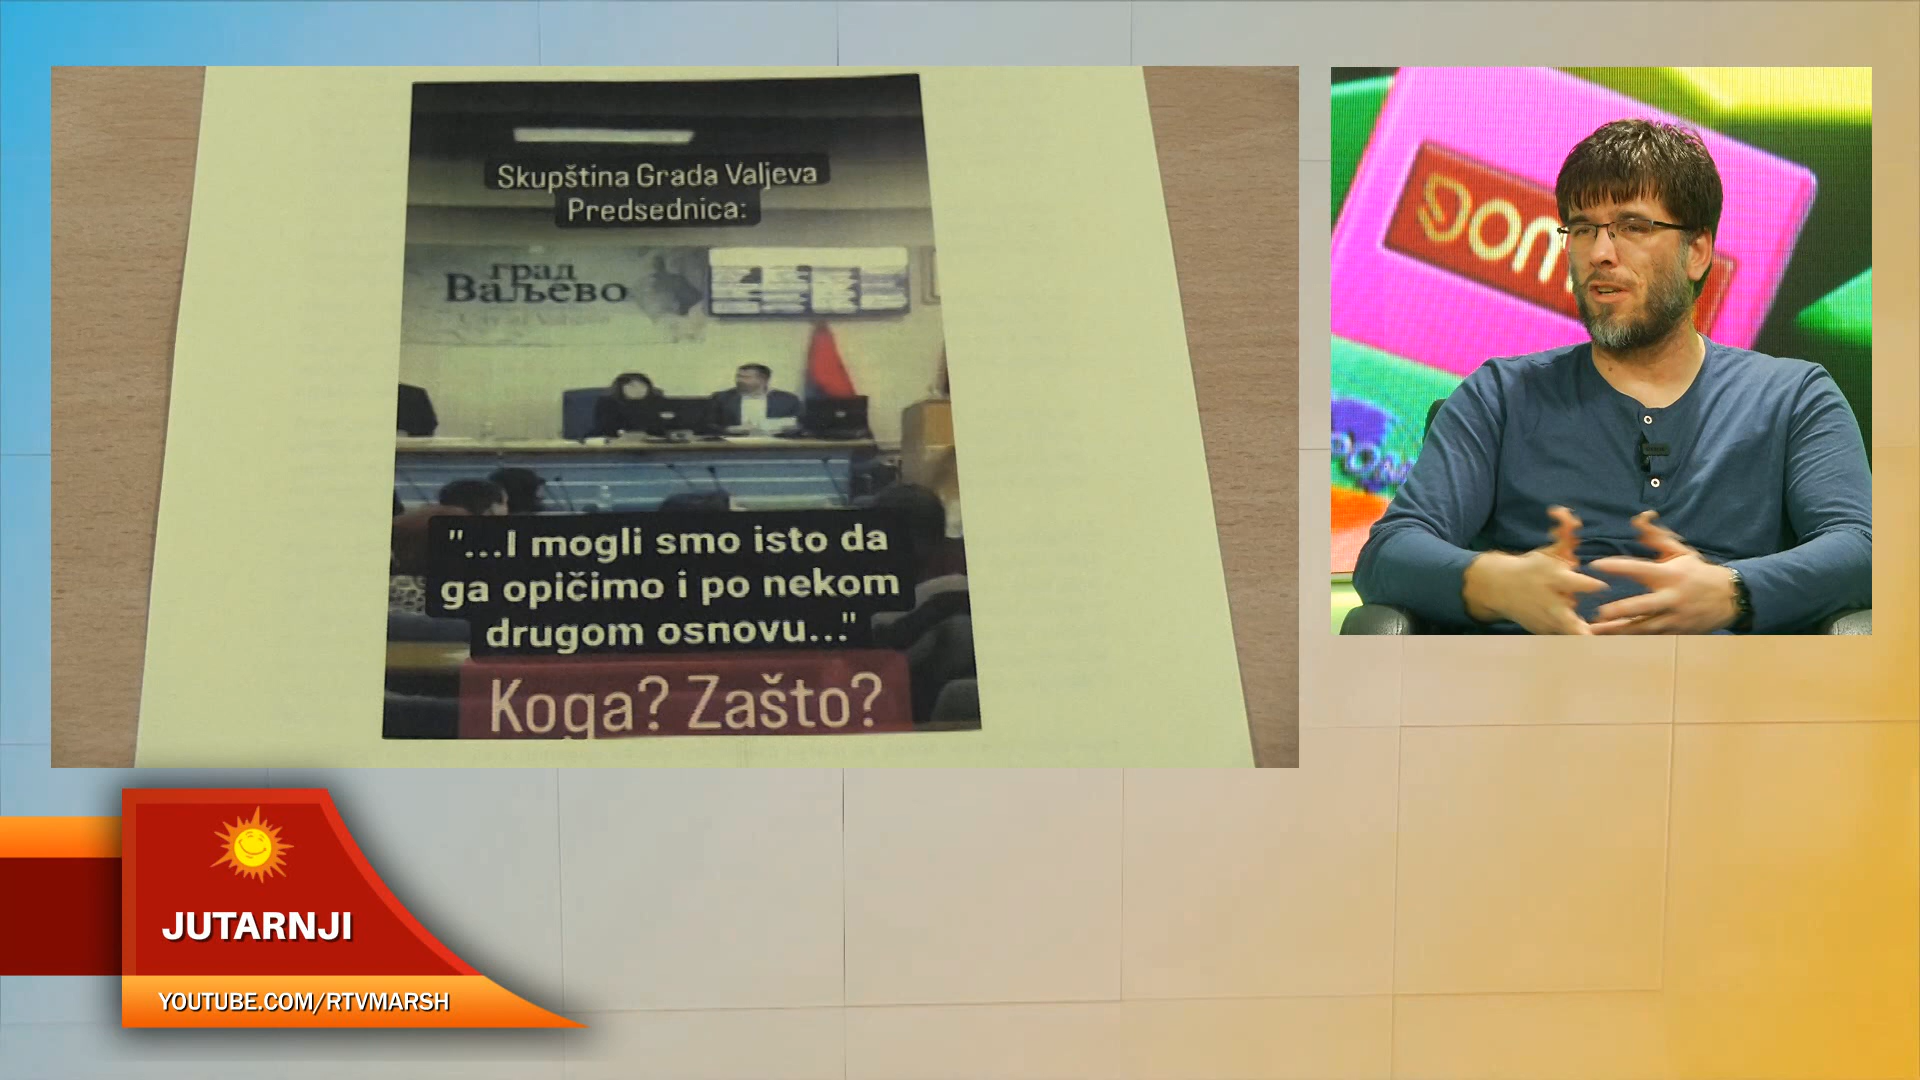 Skupština Grada Valjeva
Predsednica:
град
Ваљево
"...I mogli smo isto da
ga opičimo i po nekom
drugom osnovu..."
Koga? Zašto?
JUTARNJI
YOUTUBE.COM/RTVMARSH